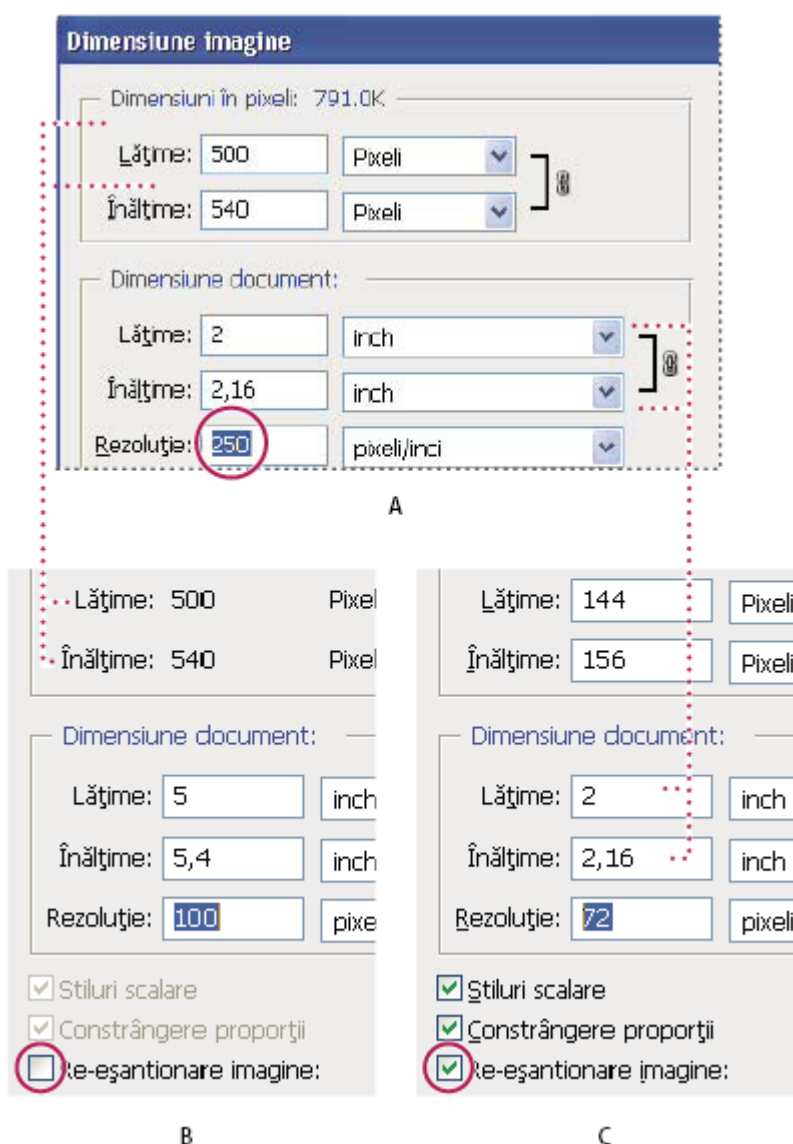 Dimensiune imagine
Dimensiuni în pixeli: 791.0K
Lăţime: 500 Pixeli
Înălţime: 540 Pixeli
Dimensiune document:
Lăţime: 2 inch
Înălţime: 2,16 inch
Rezoluţie: 250 pixeli/inci
A
Lăţime: 500 Pixel
Înălţime: 540 Pixel
Dimensiune document:
Lăţime: 5 inch
Înălţime: 5,4 inch
Rezoluţie: 100 pixe
Stiluri scalare
Constrângere proporţii
Re-eşantionare imagine:
B
Lăţime: 144 Pixeli
Înălţime: 156 Pixeli
Dimensiune document:
Lăţime: 2 inch
Înălţime: 2,16 inch
Rezoluţie: 72 pixeli
Stiluri scalare
Constrângere proporţii
Re-eşantionare imagine:
C